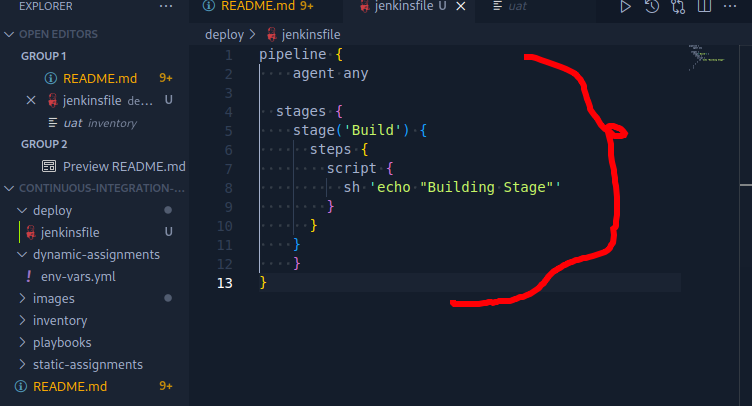 EXPLORER
OPEN EDITORS
GROUP 1
README.md 9+
jenkinsfile de... U
uat inventory
GROUP 2
Preview README.md
CONTINUOUS-INTEGRATION-...
deploy
jenkinsfile U
dynamic-assignments
! env-vars.yml
images
inventory
playbooks
static-assignments
README.md 9+
README.md 9+ jenkinsfile U uat
deploy > jenkinsfile
1 pipeline {
2 agent any
3
4 stages {
5 stage('Build') {
6 steps {
7 script {
8 sh 'echo "Building Stage"'
9 }
10 }
11 }
12 }
13 }